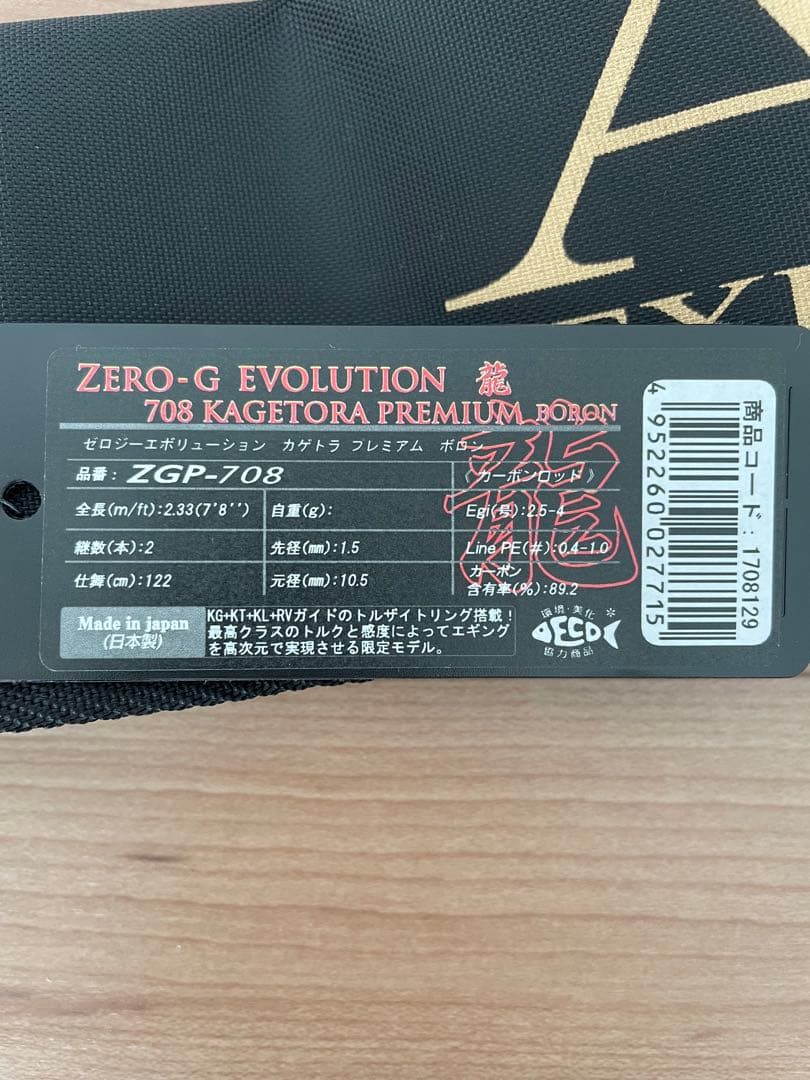 A
ZERO-G EVOLUTION 龍
708 KAGETORA PREMIUM BORON
ゼロジーエボリューション カゲトラ プレミアム ボロン
品番: ZGP-708 《 カーボンロッド 》
全長(m/ft):2.33(7'8'') 自重(g): Egi(号):2.5-4
継数(本):2 先径(mm):1.5 Line PE(#):0.4-1.0
仕舞(cm):122 元径(mm):10.5 カーボン含有率(%):89.2
Made in japan
(日本製)
KG+KT+KL+RVガイドのトルザイトリング搭載!
最高クラスのトルクと感度によってエギング
を高次元で実現させる限定モデル。
環境・美化
ECO
協力商品
龍
商品コード:1708129
4952260027715